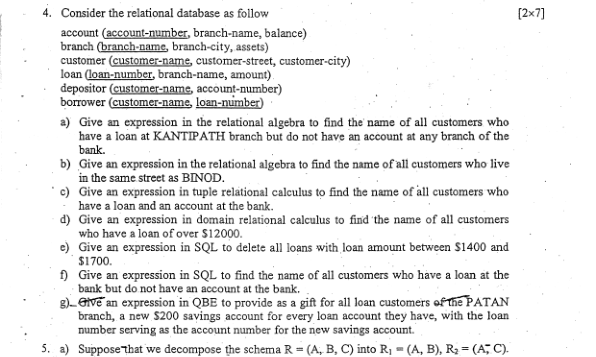 4. Consider the relational database as follow [2×7]
account (account-number, branch-name, balance)
branch (branch-name, branch-city, assets)
customer (customer-name, customer-street, customer-city)
loan (loan-number, branch-name, amount)
depositor (customer-name, account-number)
borrower (customer-name, loan-number)
a) Give an expression in the relational algebra to find the name of all customers who
have a loan at KANTIPATH branch but do not have an account at any branch of the
bank.
b) Give an expression in the relational algebra to find the name of all customers who live
in the same street as BINOD.
c) Give an expression in tuple relational calculus to find the name of all customers who
have a loan and an account at the bank.
d) Give an expression in domain relational calculus to find the name of all customers
who have a loan of over $12000.
e) Give an expression in SQL to delete all loans with loan amount between $1400 and
$1700.
f) Give an expression in SQL to find the name of all customers who have a loan at the
bank but do not have an account at the bank.
g) Give an expression in QBE to provide as a gift for all loan customers of the PATAN
branch, a new $200 savings account for every loan account they have, with the loan
number serving as the account number for the new savings account.
5. a) Suppose that we decompose the schema R = (A, B, C) into R₁ = (A, B), R₂ = (A, C).